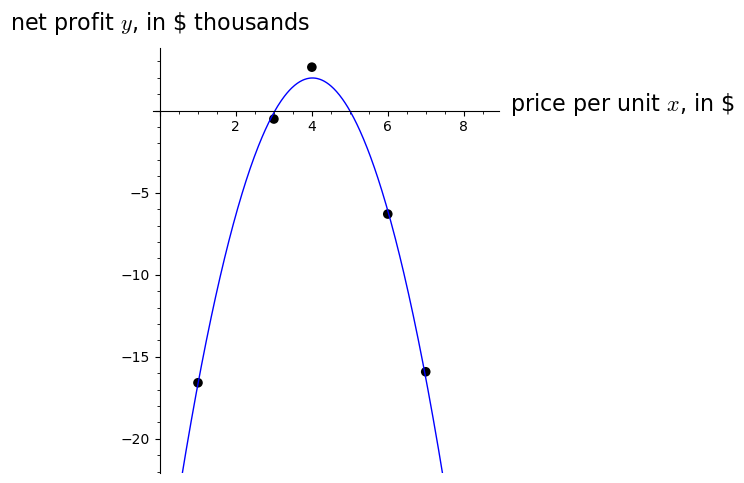 net profit y, in $ thousands
price per unit x, in $
2 4 6 8
−5
−10
−15
−20